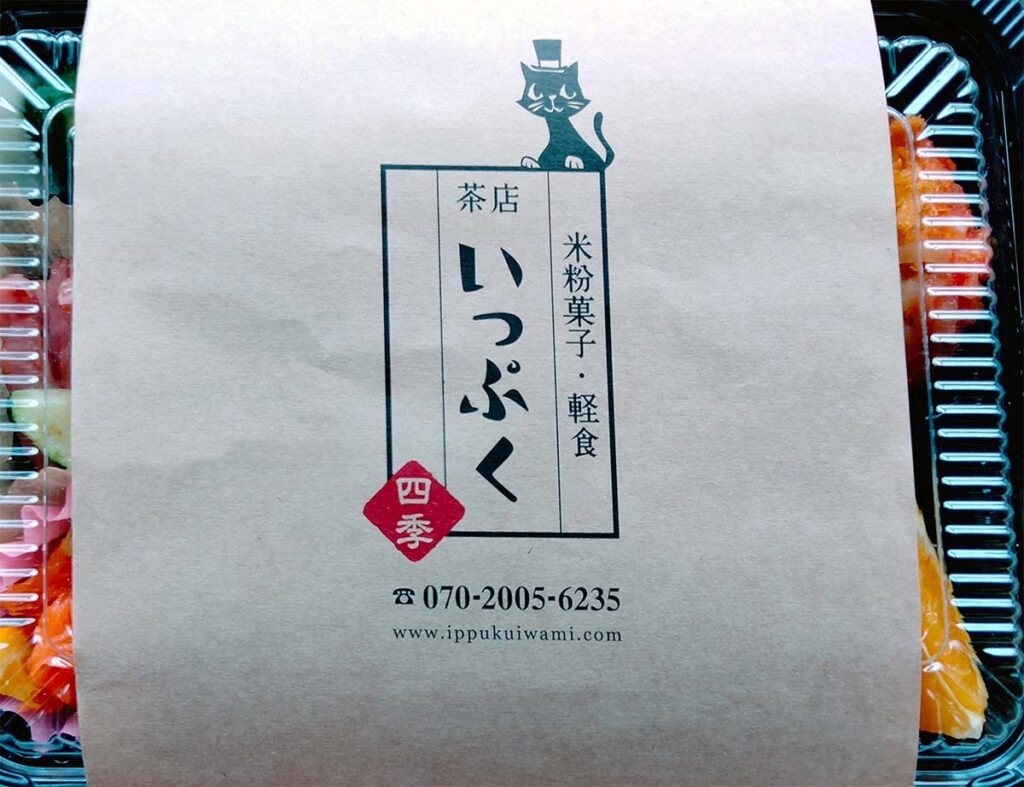 茶店
いっぷく
米粉菓子・軽食
四季
☎070-2005-6235
www.ippukuiwami.com